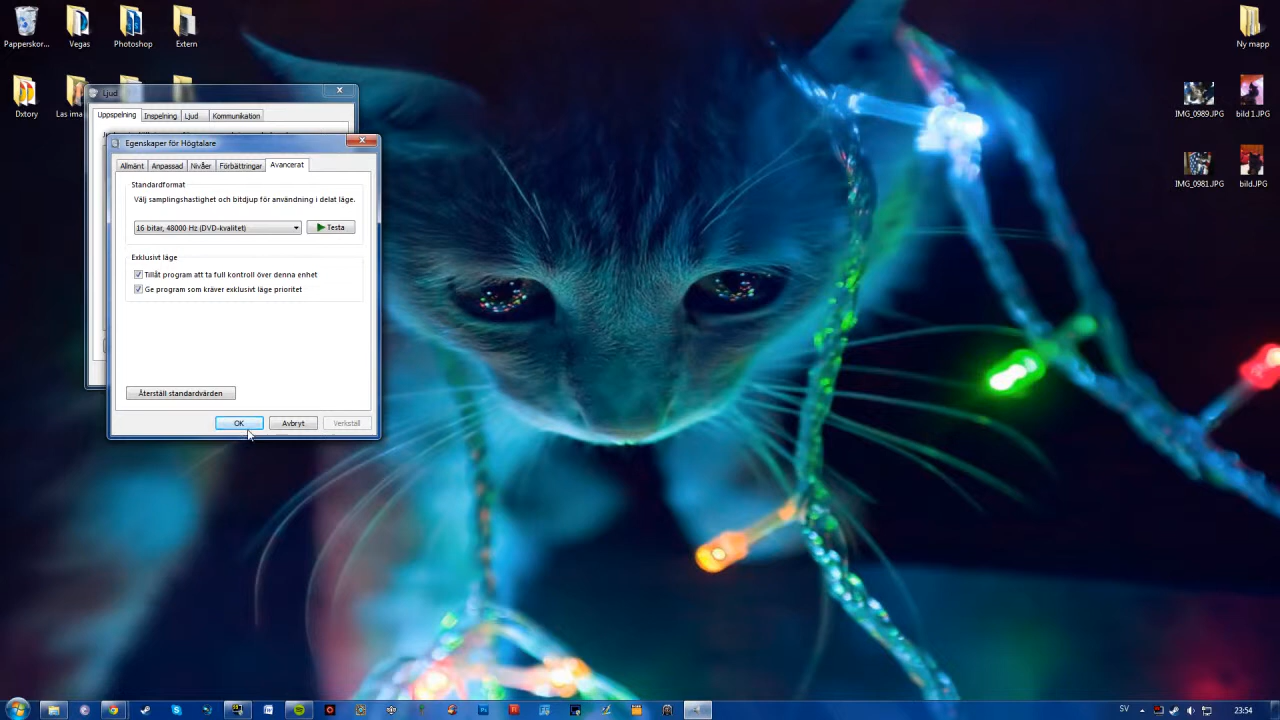 Papperskor...
Vegas
Photoshop
Extern
Ny mapp
Dxtory
Las ima
IMG_0989.JPG
bild 1.JPG
IMG_0981.JPG
bild.JPG
Ljud
Uppspelning
Inspelning
Ljud
Kommunikation
Egenskaper för Högtalare
Allmänt
Anpassad
Nivåer
Förbättringar
Avancerat
Standardformat
Välj samplingshastighet och bitdjup för användning i delat läge.
16 bitar, 48000 Hz (DVD-kvalitet)
Testa
Exklusivt läge
Tillåt program att ta full kontroll över denna enhet
Ge program som kräver exklusivt läge prioritet
Återställ standardvärden
OK
Avbryt
Verkställ
SV
23:54